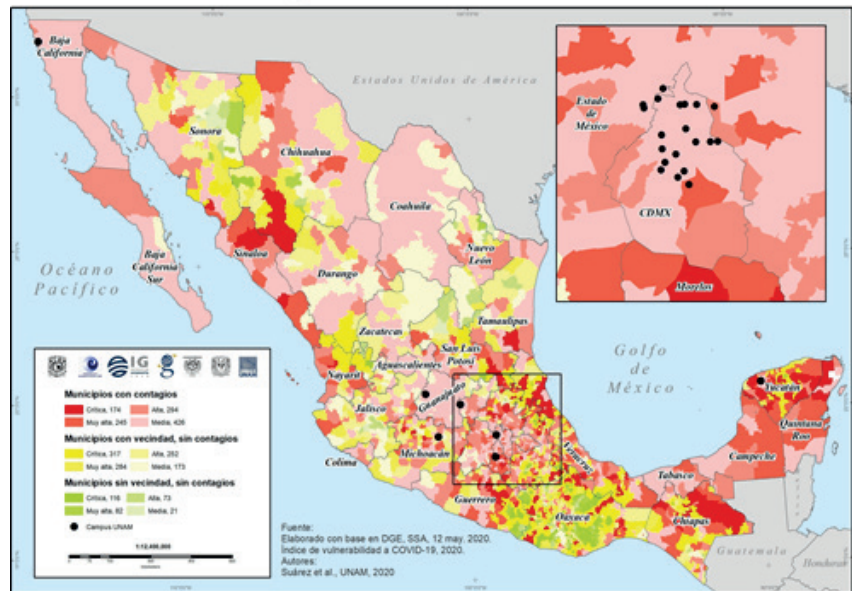 Baja
California
Estados Unidos de América
Sonora
Chihuahua
Coahuila
Nuevo
León
Sinaloa
Durango
Baja
California
Sur
Océano
Pacífico
Zacatecas
Tamaulipas
San Luis
Potosí
Aguascalientes
Nayarit
Guanajuato
Jalisco
Colima
Michoacán
Guerrero
Oaxaca
Veracruz
Golfo
de
México
Tabasco
Chiapas
Campeche
Yucatán
Quintana
Roo
Guatemala
Honduras
Estado
de
México
CDMX
Morelos
IG
UNAM
Municipios con contagios
Crítica, 174
Alta, 294
Muy alta, 245
Media, 426
Municipios con vecindad, sin contagios
Crítica, 317
Alta, 282
Muy alta, 284
Media, 173
Municipios sin vecindad, sin contagios
Crítica, 116
Alta, 73
Muy alta, 82
Media, 21
Campus UNAM
1:12,400,000
Fuente:
Elaborado con base en DGE, SSA, 12 may. 2020.
Índice de vulnerabilidad a COVID-19, 2020.
Autores:
Suárez et al., UNAM, 2020